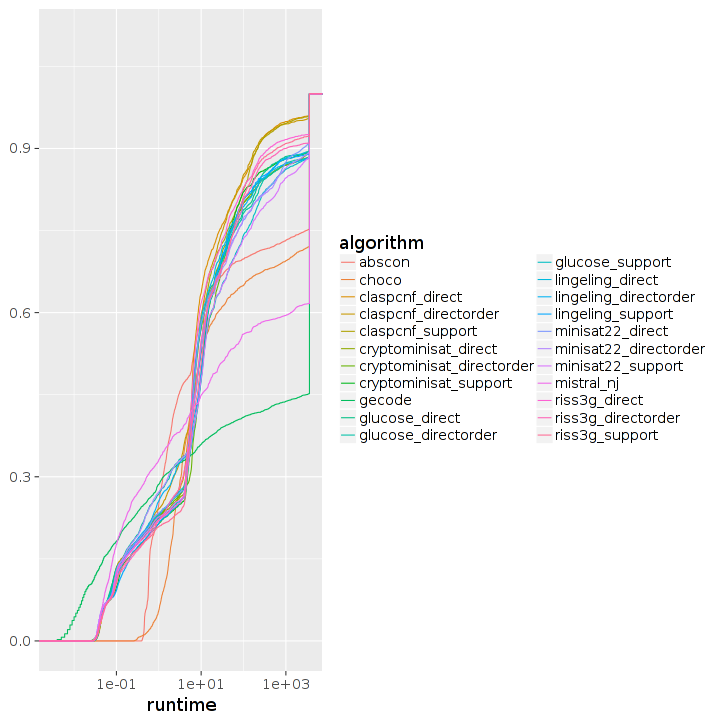 0.9
0.6
0.3
0.0
1e-01 1e+01 1e+03
runtime
algorithm
abscon
choco
claspcnf_direct
claspcnf_directorder
claspcnf_support
cryptominisat_direct
cryptominisat_directorder
cryptominisat_support
gecode
glucose_direct
glucose_directorder
glucose_support
lingeling_direct
lingeling_directorder
lingeling_support
minisat22_direct
minisat22_directorder
minisat22_support
mistral_nj
riss3g_direct
riss3g_directorder
riss3g_support